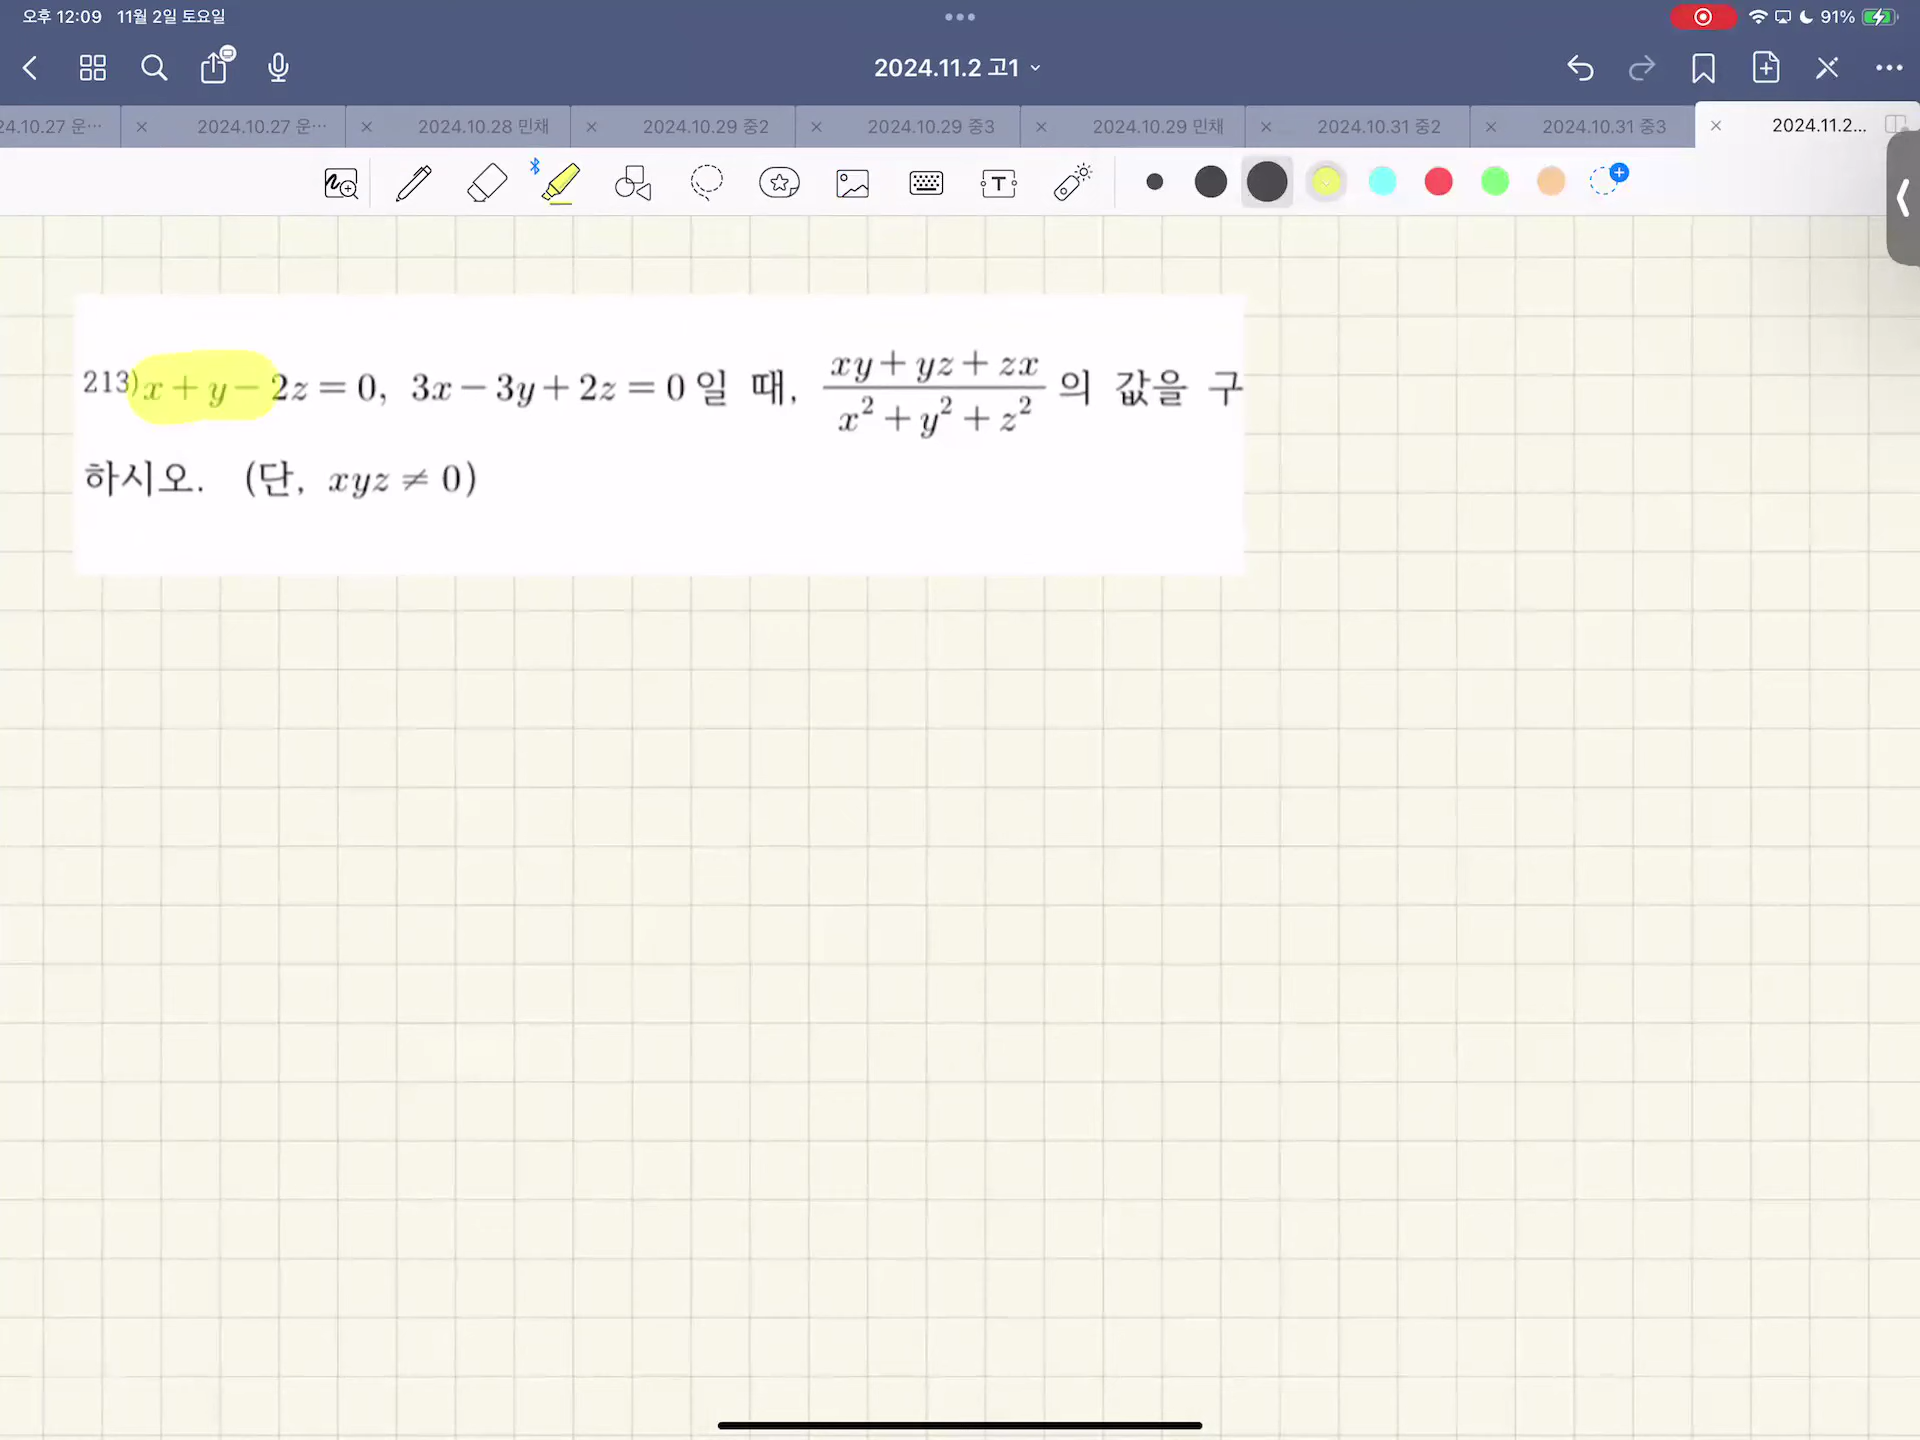 오후 12:09 11월 2일 토요일
91%
2024.11.2 고1
24.10.27 운…
2024.10.27 운…
2024.10.28 민채
2024.10.29 중2
2024.10.29 중3
2024.10.29 민채
2024.10.31 중2
2024.10.31 중3
2024.11.2...
T
213) x + y − 2z = 0, 3x − 3y + 2z = 0 일 때, (xy + yz + zx)/(x² + y² + z²) 의 값을 구
하시오. (단, xyz ≠ 0)